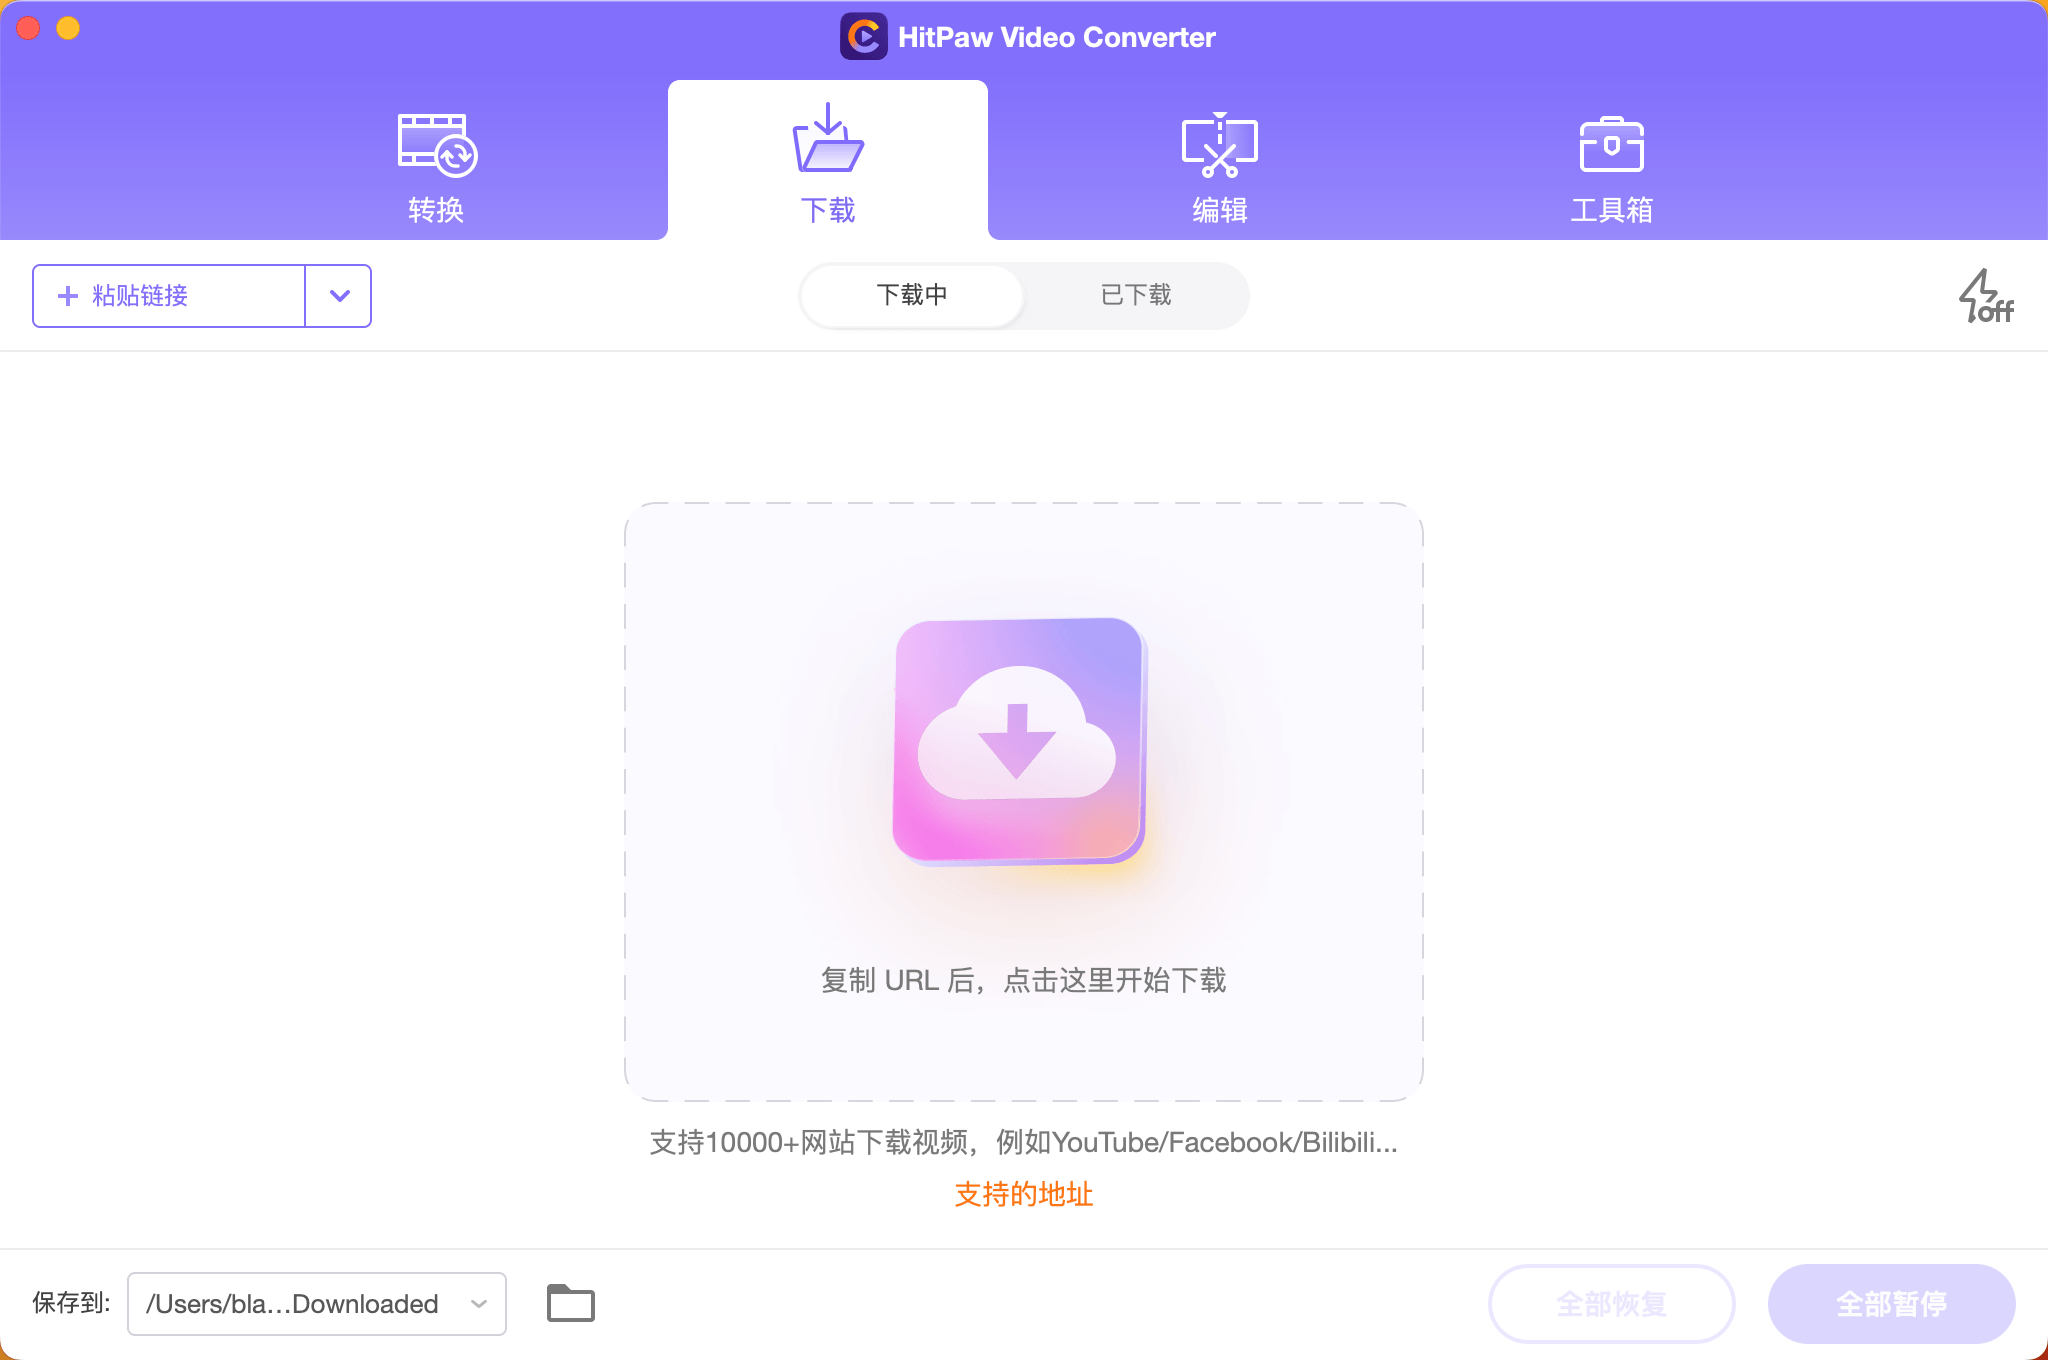 HitPaw Video Converter
转换
下载
编辑
工具箱
粘贴链接
下载中
已下载
off
复制 URL 后，点击这里开始下载
支持10000+网站下载视频，例如YouTube/Facebook/Bilibili...
支持的地址
保存到:
/Users/bla...Downloaded
全部恢复
全部暂停